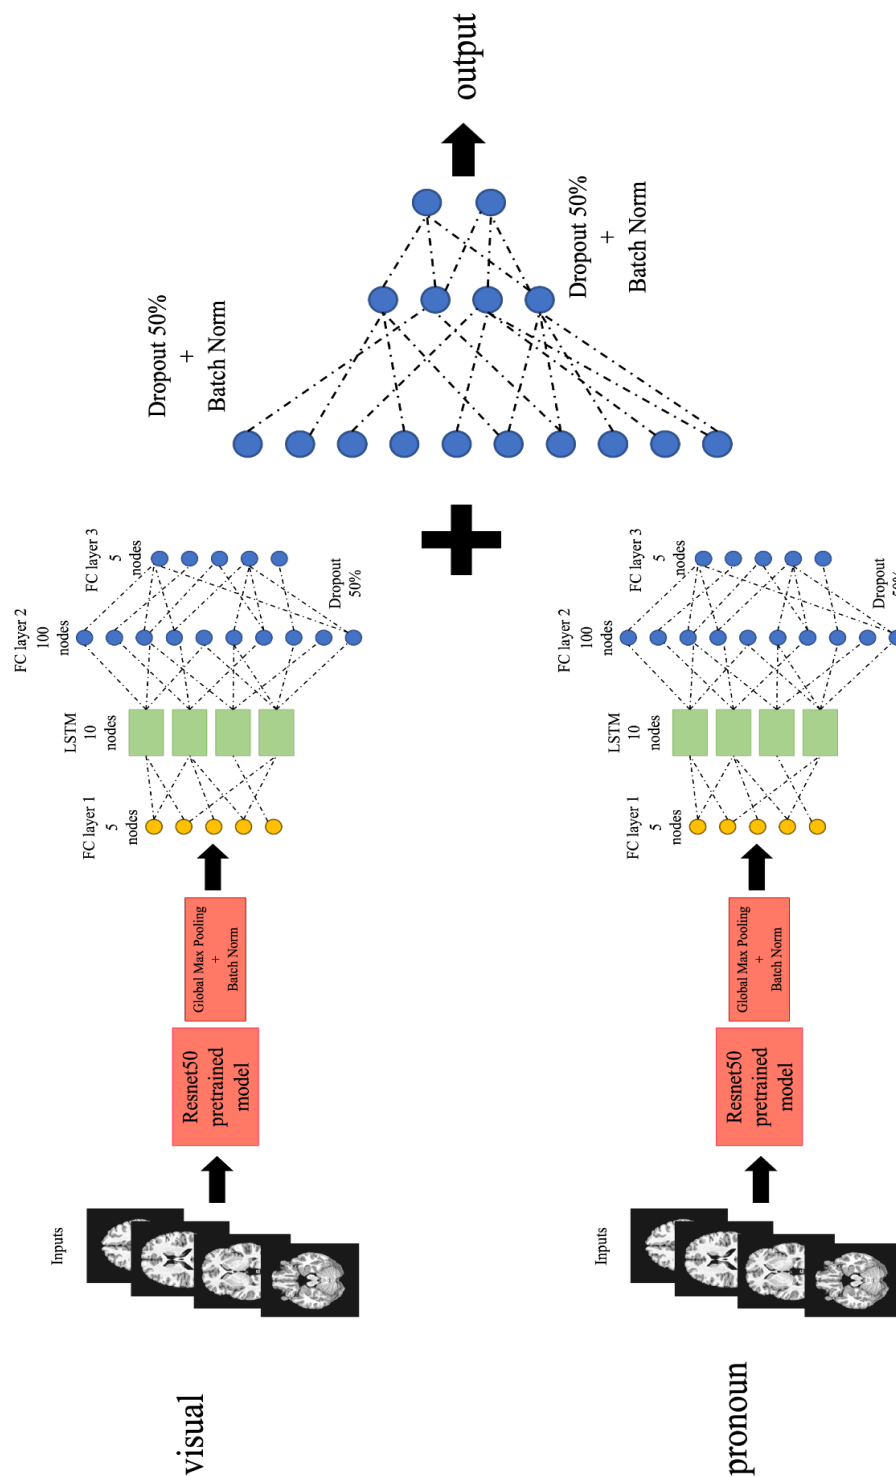 visual
Inputs
Resnet50
pretrained
model
Global Max Pooling
+
Batch Norm
FC layer 1
5
nodes
LSTM
10
nodes
FC layer 2
100
nodes
FC layer 3
5
nodes
Dropout
50%
pronoun
Inputs
Resnet50
pretrained
model
Global Max Pooling
+
Batch Norm
FC layer 1
5
nodes
LSTM
10
nodes
FC layer 2
100
nodes
FC layer 3
5
nodes
Dropout
50%
Dropout 50%
+
Batch Norm
Dropout 50%
+
Batch Norm
output